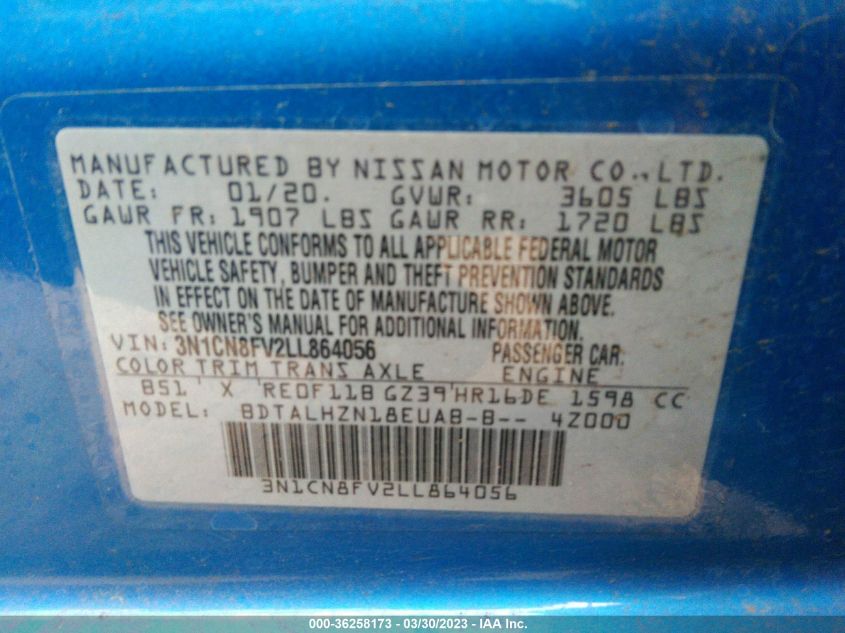 MANUFACTURED BY NISSAN MOTOR CO., LTD.
DATE: 01/20. GVWR: 3605 LBS
GAWR FR: 1907 LBS GAWR RR: 1720 LBS
THIS VEHICLE CONFORMS TO ALL APPLICABLE FEDERAL MOTOR
VEHICLE SAFETY, BUMPER AND THEFT PREVENTION STANDARDS
IN EFFECT ON THE DATE OF MANUFACTURE SHOWN ABOVE.
SEE OWNER'S MANUAL FOR ADDITIONAL INFORMATION.
VIN: 3N1CN8FV2LL864056 PASSENGER CAR
COLOR TRIM TRANS AXLE ENGINE
B51 X RE0F11B GZ39 HR16DE 1598 CC
MODEL: BDTALHZN18EUAB-B-- 4Z000
3N1CN8FV2LL864056
000-36258173 - 03/30/2023 - IAA Inc.